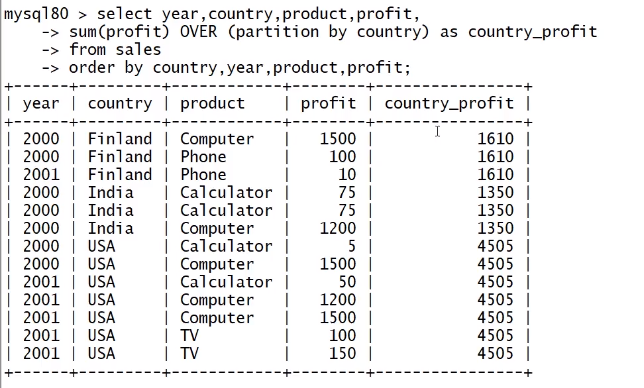 mysql80 > select year,country,product,profit,
    -> sum(profit) OVER (partition by country) as country_profit
    -> from sales
    -> order by country,year,product,profit;
+------+---------+------------+--------+----------------+
| year | country | product    | profit | country_profit |
+------+---------+------------+--------+----------------+
| 2000 | Finland | Computer   |   1500 |           1610 |
| 2000 | Finland | Phone      |    100 |           1610 |
| 2001 | Finland | Phone      |     10 |           1610 |
| 2000 | India   | Calculator |     75 |           1350 |
| 2000 | India   | Calculator |     75 |           1350 |
| 2000 | India   | Computer   |   1200 |           1350 |
| 2000 | USA     | Calculator |      5 |           4505 |
| 2000 | USA     | Computer   |   1500 |           4505 |
| 2001 | USA     | Calculator |     50 |           4505 |
| 2001 | USA     | Computer   |   1200 |           4505 |
| 2001 | USA     | Computer   |   1500 |           4505 |
| 2001 | USA     | TV         |    100 |           4505 |
| 2001 | USA     | TV         |    150 |           4505 |
+------+---------+------------+--------+----------------+